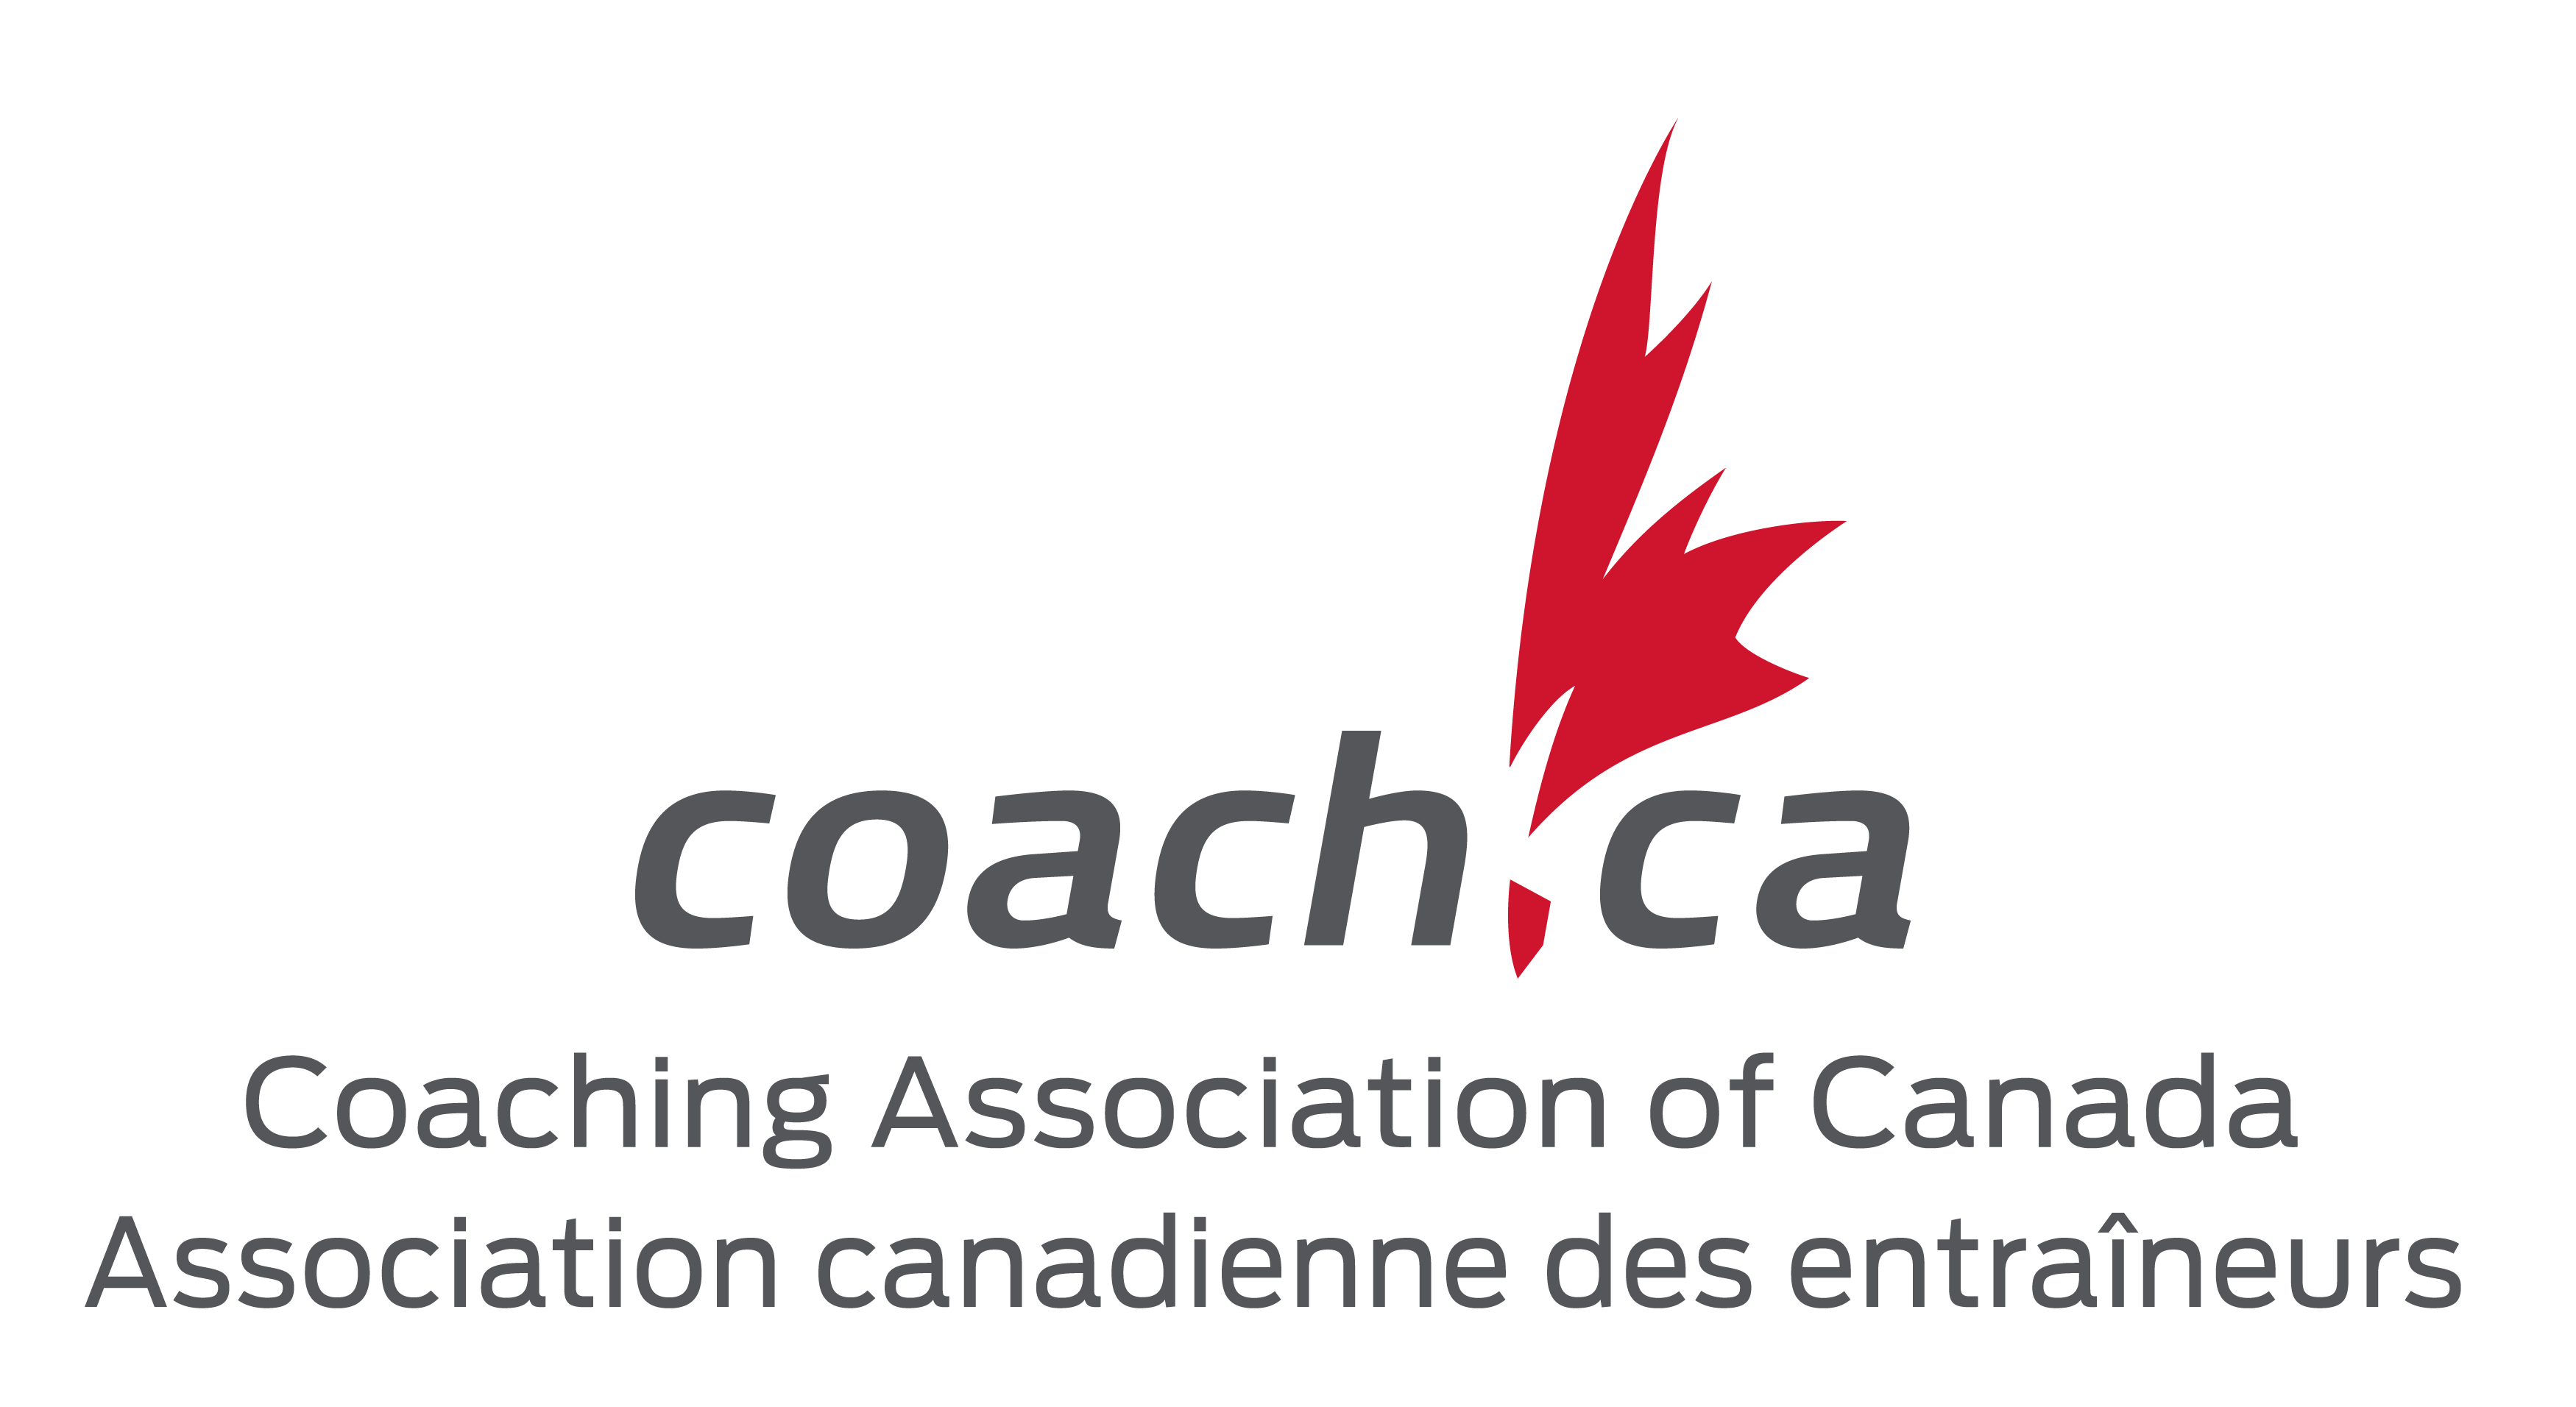 coach.ca
Coaching Association of Canada
Association canadienne des entraîneurs